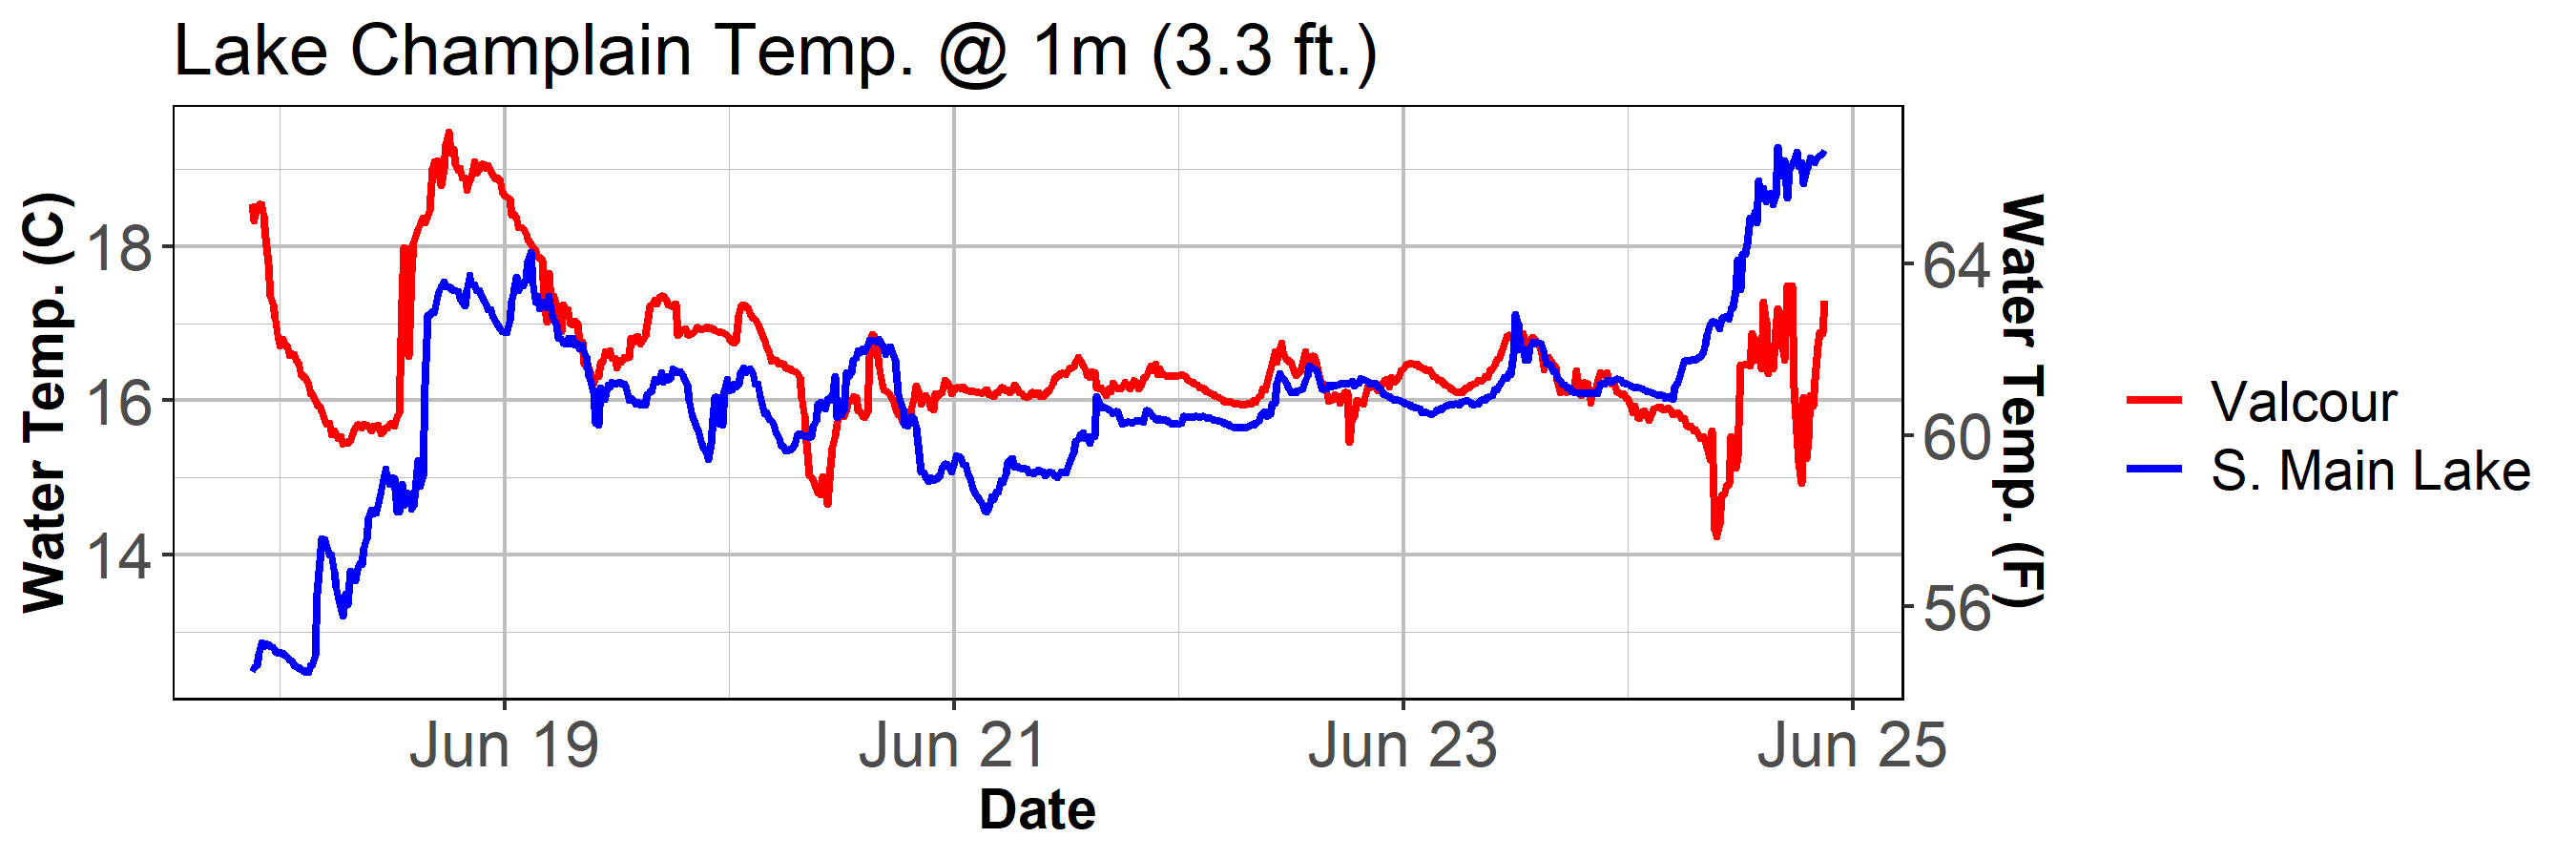 Lake Champlain Temp. @ 1m (3.3 ft.)
Water Temp. (C)
18
16
14
64
60
56
Water Temp. (F)
Jun 19
Jun 21
Jun 23
Jun 25
Date
Valcour
S. Main Lake